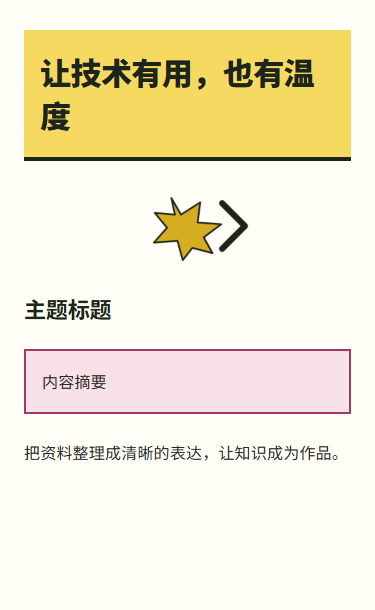 让技术有用，也有温
度
主题标题
内容摘要
把资料整理成清晰的表达，让知识成为作品。